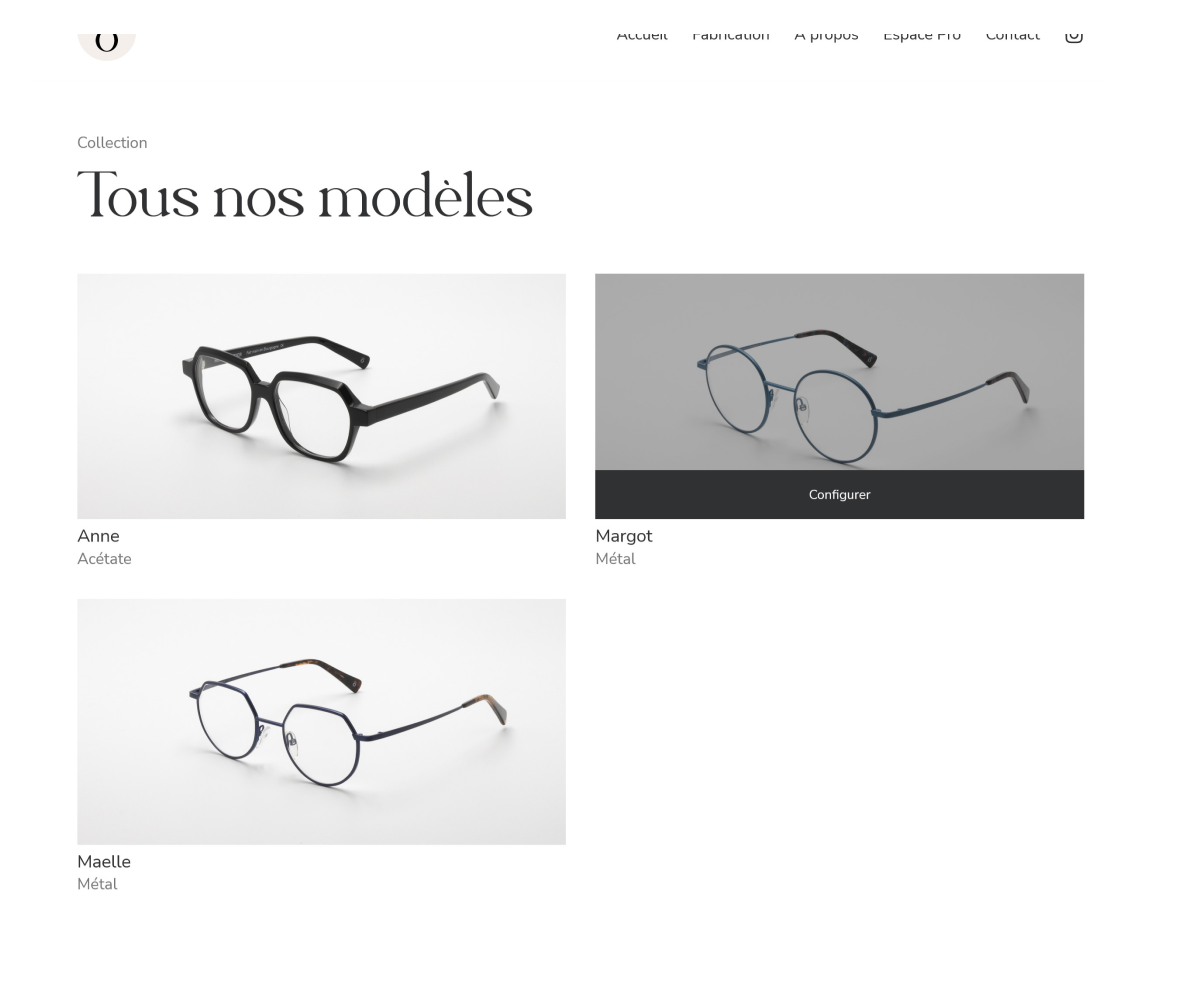 Accueil Fabrication À propos Espace Pro Contact
Collection
Tous nos modèles
Configurer
Anne
Acétate
Margot
Métal
Maelle
Métal